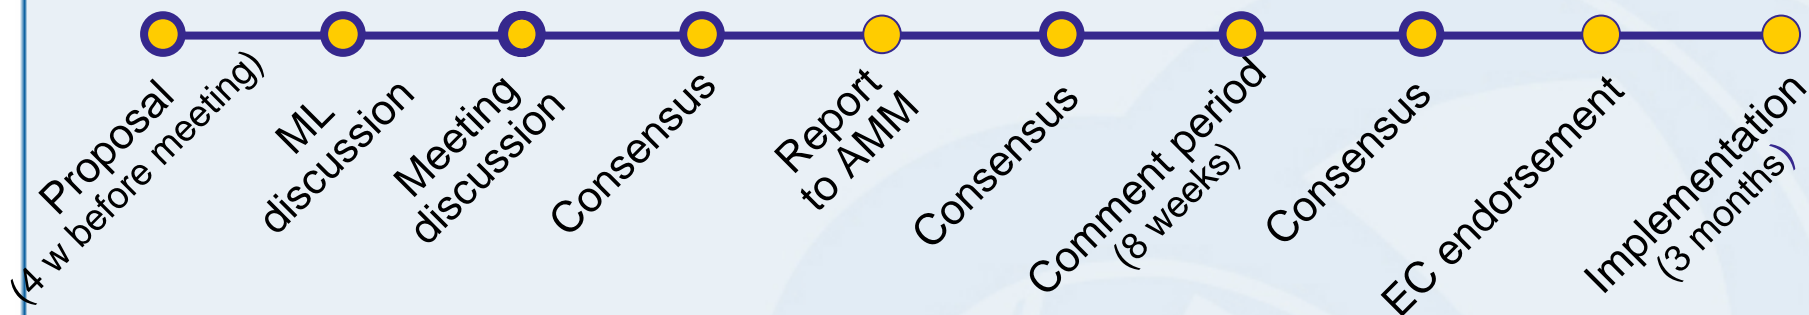 Proposal
(4 w before meeting)
ML
discussion
Meeting
discussion
Consensus
Report
to AMM
Consensus
Comment period
(8 weeks)
Consensus
EC endorsement
Implementation
(3 months)